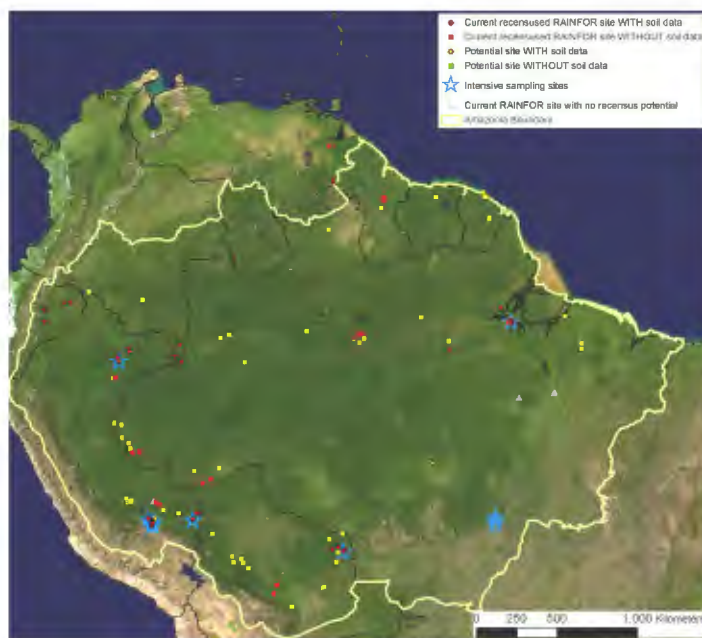 Current recensused RAINFOR site WITH soil data
Current recensused RAINFOR site WITHOUT soil data
Potential site WITH soil data
Potential site WITHOUT soil data
Intensive sampling sites
Current RAINFOR site with no recensus potential
Amazonia Boundary
0 250 500 1,000 Kilometers